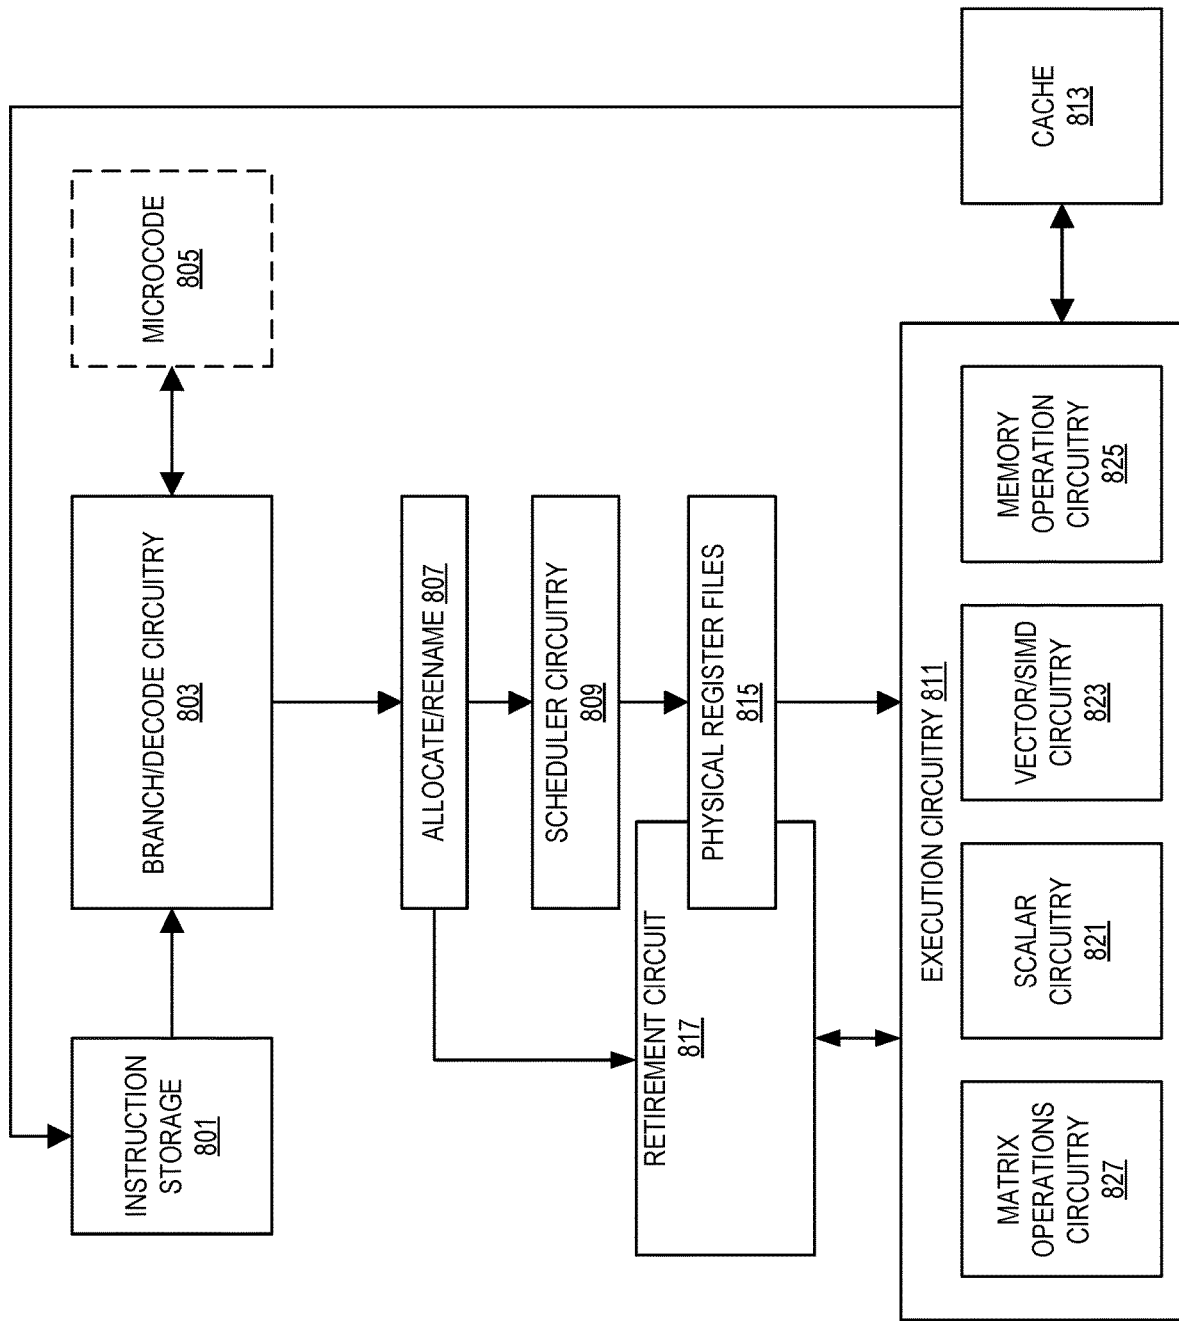 INSTRUCTION
STORAGE
801
BRANCH/DECODE CIRCUITRY
803
MICROCODE
805
ALLOCATE/RENAME 807
SCHEDULER CIRCUITRY
809
RETIREMENT CIRCUIT
817
PHYSICAL REGISTER FILES
815
EXECUTION CIRCUITRY 811
MATRIX
OPERATIONS
CIRCUITRY
827
SCALAR
CIRCUITRY
821
VECTOR/SIMD
CIRCUITRY
823
MEMORY
OPERATION
CIRCUITRY
825
CACHE
813